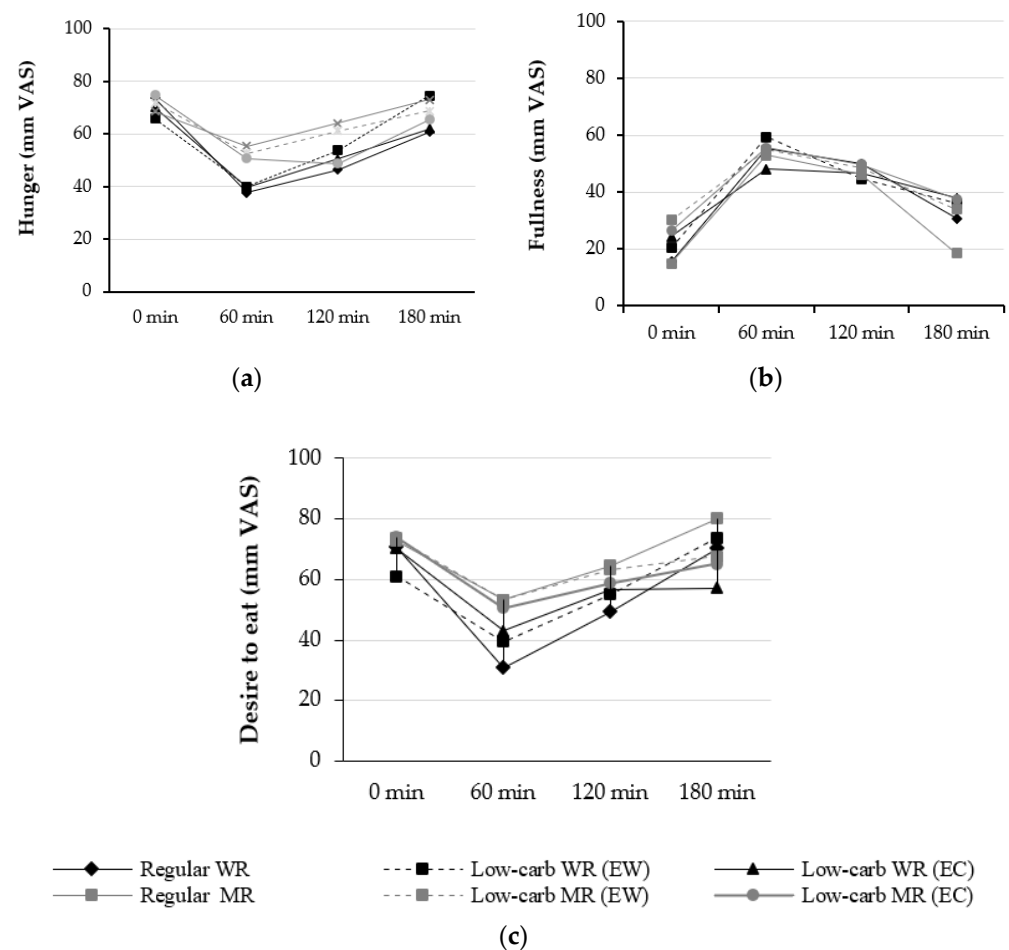 100
80
60
40
20
0
Hunger (mm VAS)
0 min 60 min 120 min 180 min
(a)
100
80
60
40
20
0
Fullness (mm VAS)
0 min 60 min 120 min 180 min
(b)
100
80
60
40
20
0
Desire to eat (mm VAS)
0 min 60 min 120 min 180 min
Regular WR Low-carb WR (EW) Low-carb WR (EC)
Regular MR Low-carb MR (EW) Low-carb MR (EC)
(c)